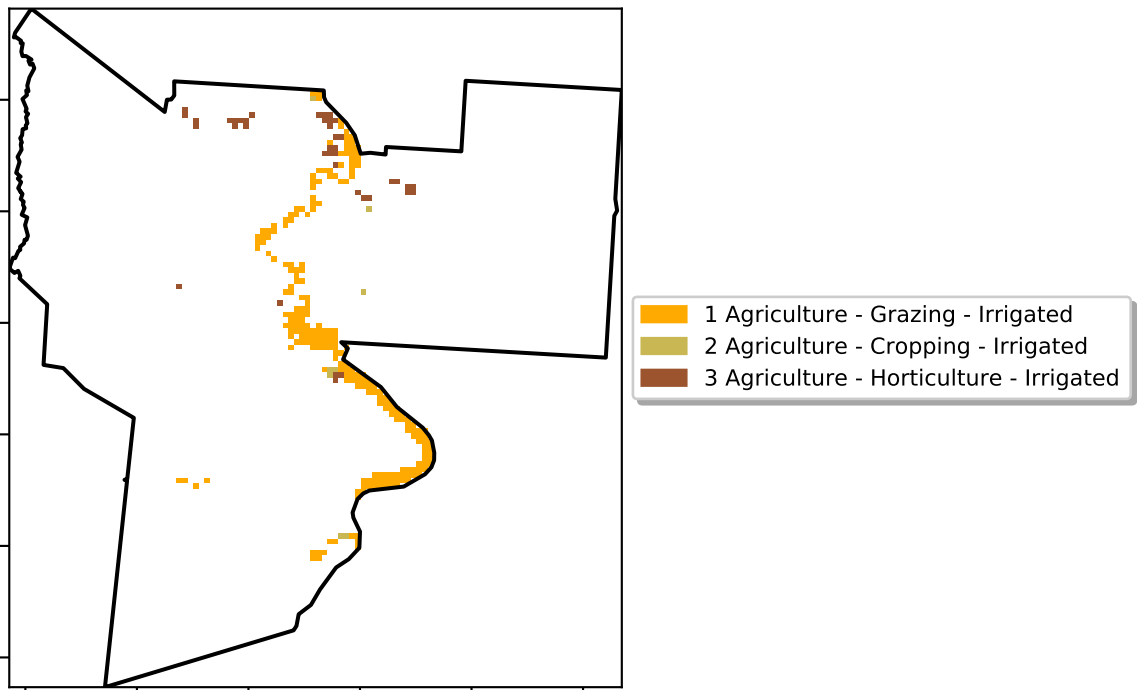 1 Agriculture - Grazing - Irrigated
2 Agriculture - Cropping - Irrigated
3 Agriculture - Horticulture - Irrigated